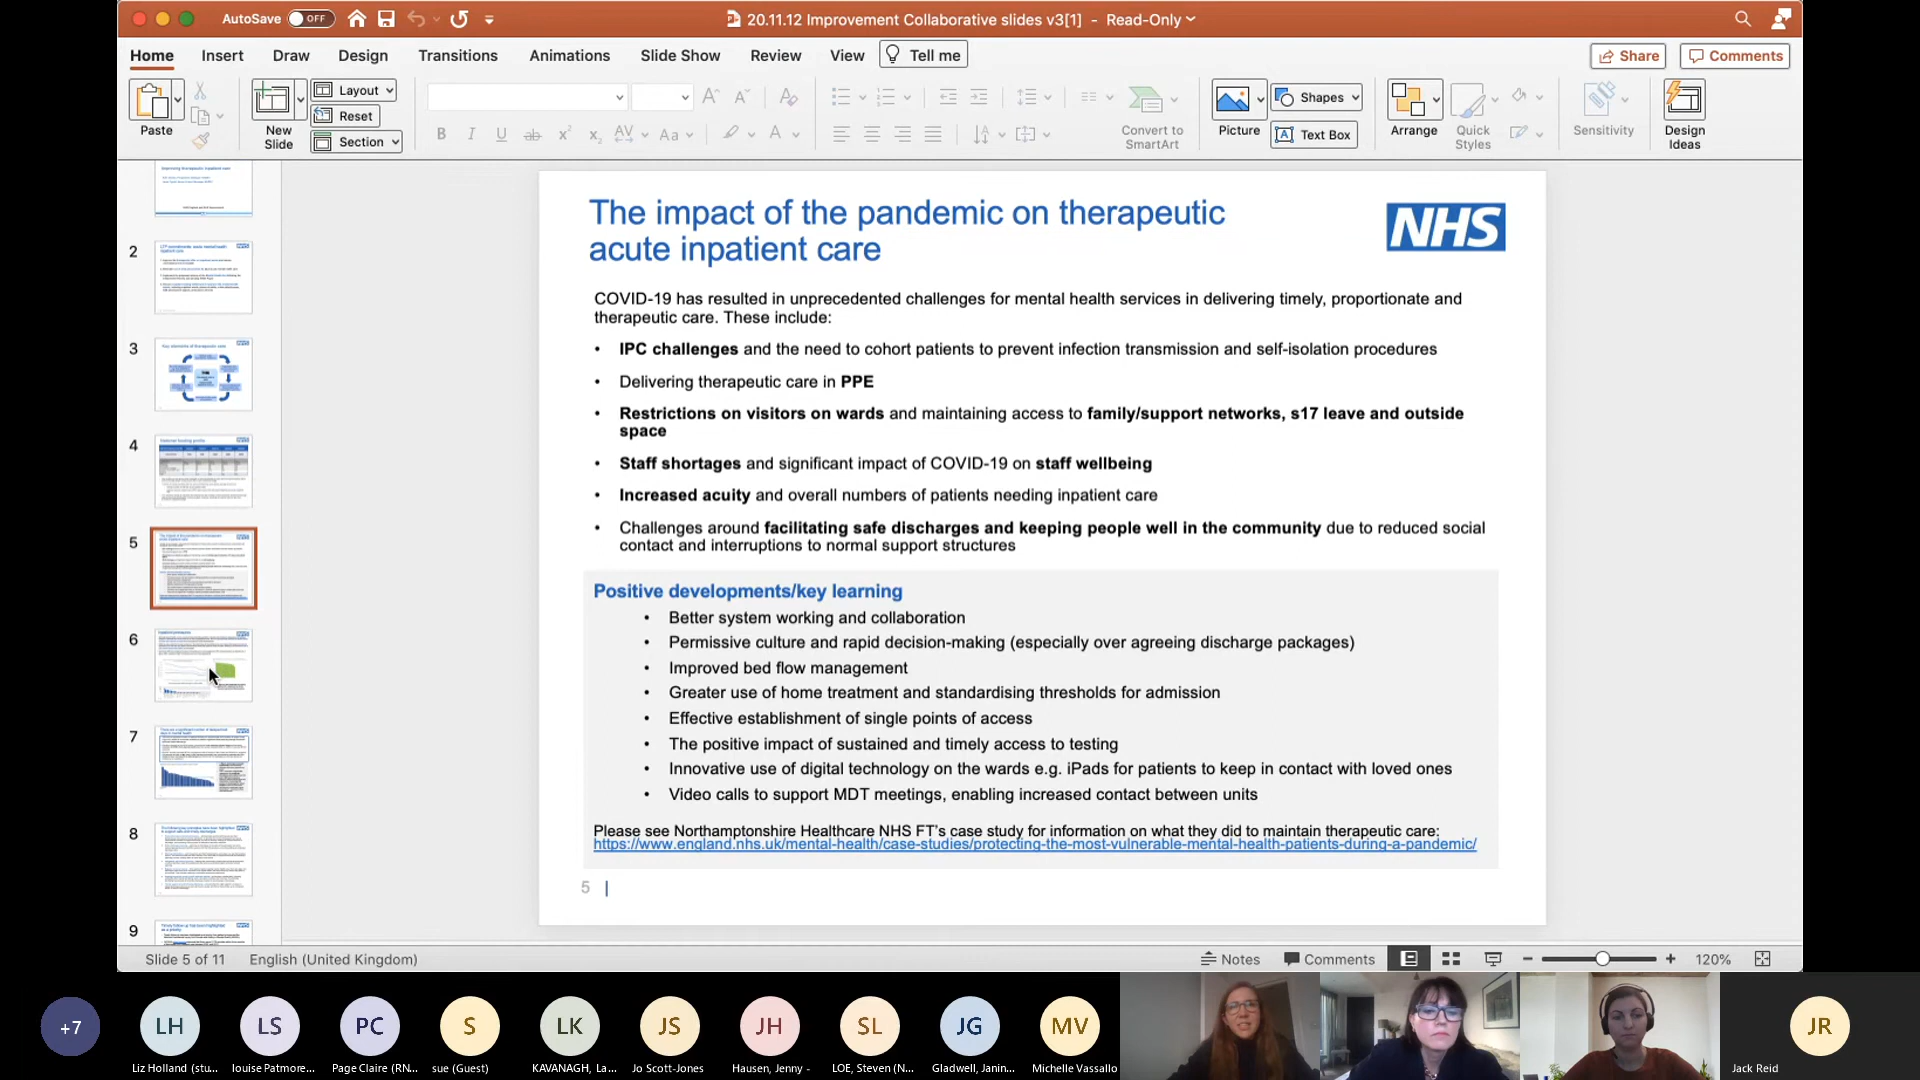 AutoSave OFF
20.11.12 Improvement Collaborative slides v3[1] - Read-Only
Home Insert Draw Design Transitions Animations Slide Show Review View Tell me Share Comments
Paste
New Slide
Layout
Reset
Section
Convert to SmartArt
Picture
Shapes
Text Box
Arrange
Quick Styles
Sensitivity
Design Ideas
2
3
4
5
6
7
8
9
The impact of the pandemic on therapeutic
acute inpatient care
NHS
COVID-19 has resulted in unprecedented challenges for mental health services in delivering timely, proportionate and
therapeutic care. These include:
• IPC challenges and the need to cohort patients to prevent infection transmission and self-isolation procedures
• Delivering therapeutic care in PPE
• Restrictions on visitors on wards and maintaining access to family/support networks, s17 leave and outside
space
• Staff shortages and significant impact of COVID-19 on staff wellbeing
• Increased acuity and overall numbers of patients needing inpatient care
• Challenges around facilitating safe discharges and keeping people well in the community due to reduced social
contact and interruptions to normal support structures
Positive developments/key learning
• Better system working and collaboration
• Permissive culture and rapid decision-making (especially over agreeing discharge packages)
• Improved bed flow management
• Greater use of home treatment and standardising thresholds for admission
• Effective establishment of single points of access
• The positive impact of sustained and timely access to testing
• Innovative use of digital technology on the wards e.g. iPads for patients to keep in contact with loved ones
• Video calls to support MDT meetings, enabling increased contact between units
Please see Northamptonshire Healthcare NHS FT's case study for information on what they did to maintain therapeutic care:
https://www.england.nhs.uk/mental-health/case-studies/protecting-the-most-vulnerable-mental-health-patients-during-a-pandemic/
5 |
Slide 5 of 11 English (United Kingdom) Notes Comments 120%
+7 LH LS PC S LK JS JH SL JG MV JR
Liz Holland (stu... louise Patmore... Page Claire (RN... sue (Guest) KAVANAGH, La... Jo Scott-Jones Hausen, Jenny - LOE, Steven (N... Gladwell, Janin... Michelle Vassallo Jack Reid